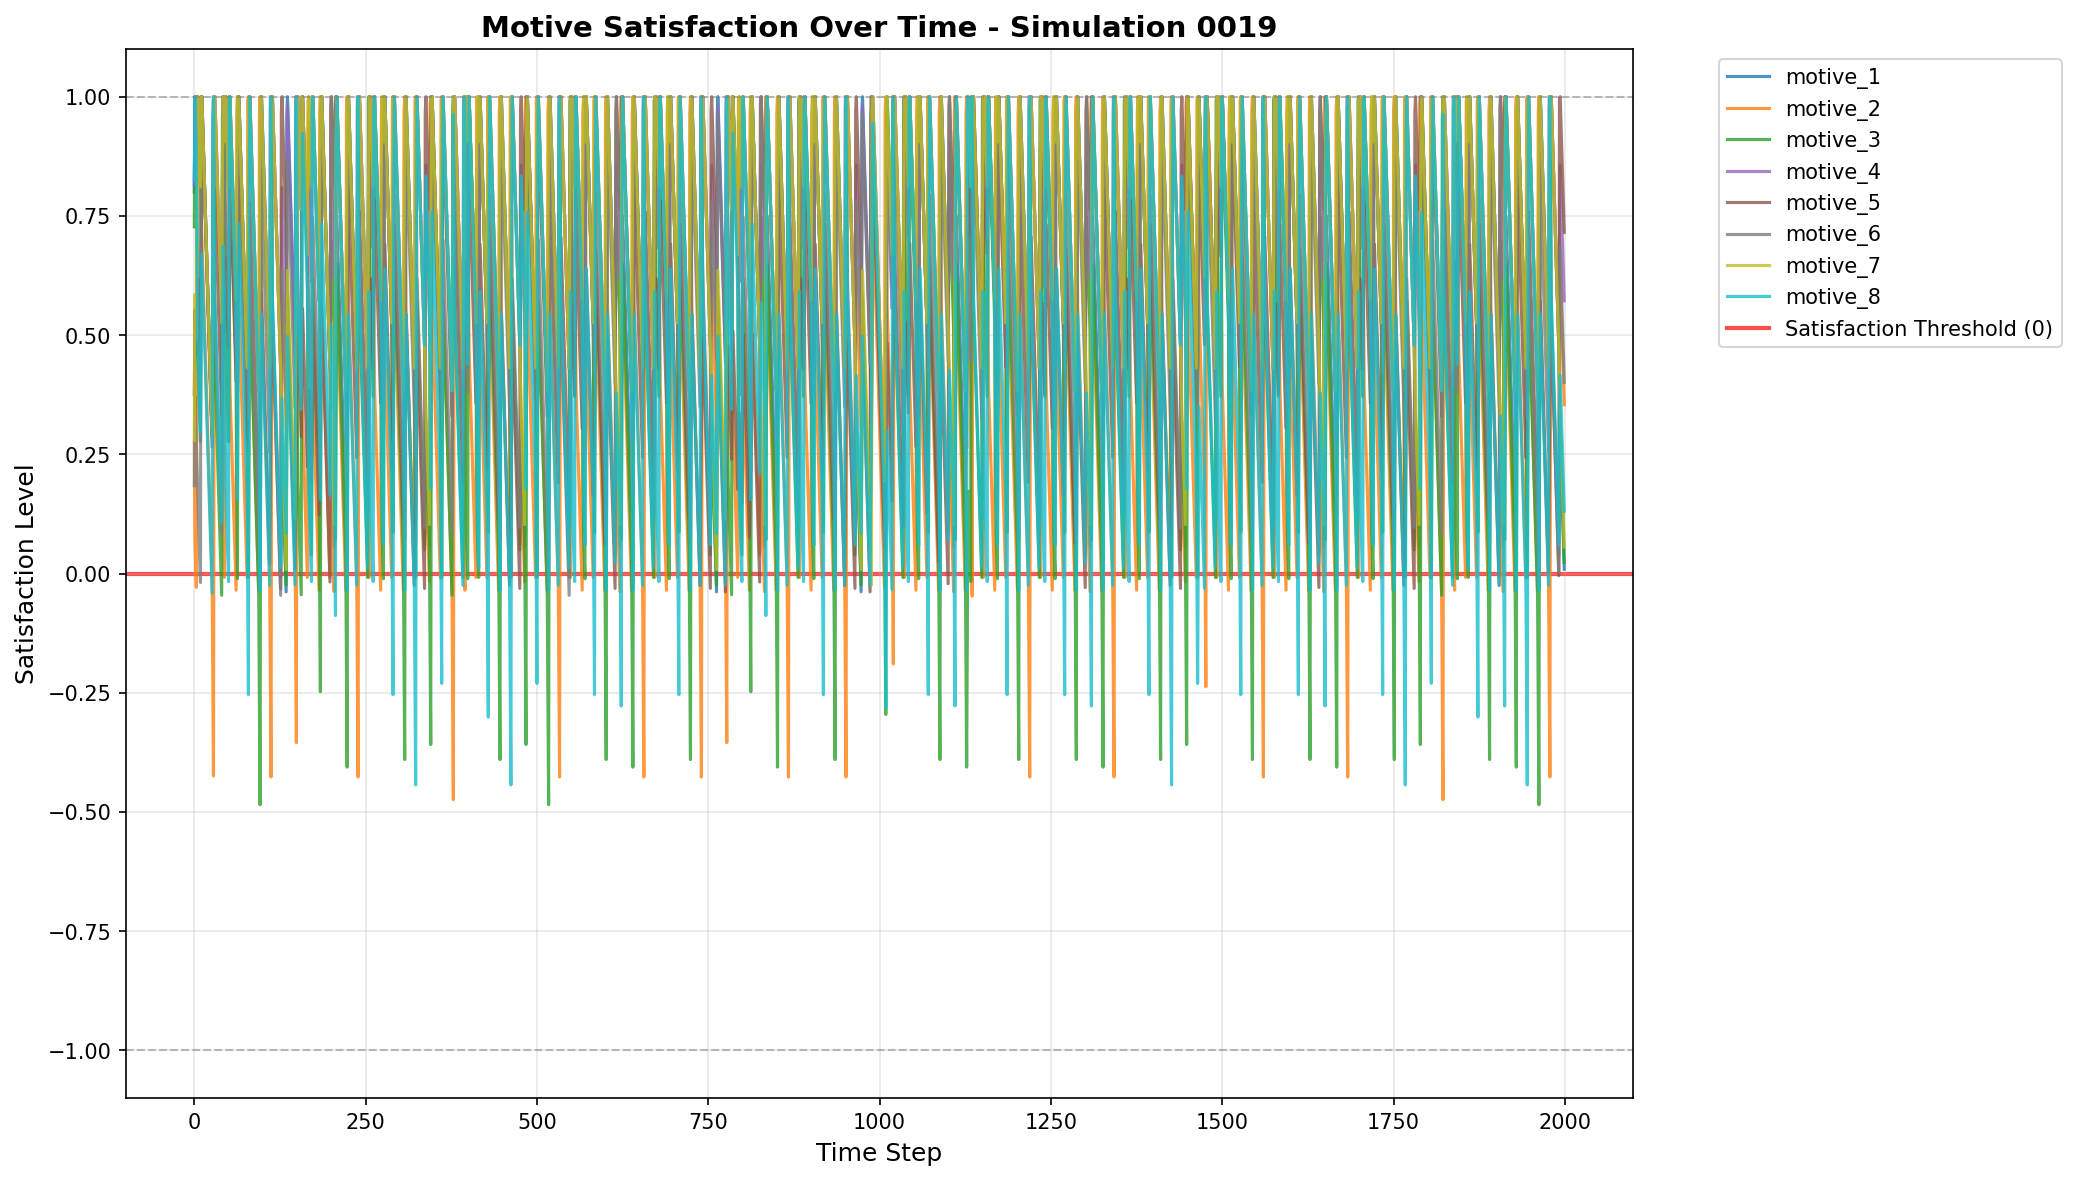 Motive Satisfaction Over Time - Simulation 0019
Satisfaction Level
1.00
0.75
0.50
0.25
0.00
−0.25
−0.50
−0.75
−1.00
0 250 500 750 1000 1250 1500 1750 2000
Time Step
motive_1
motive_2
motive_3
motive_4
motive_5
motive_6
motive_7
motive_8
Satisfaction Threshold (0)